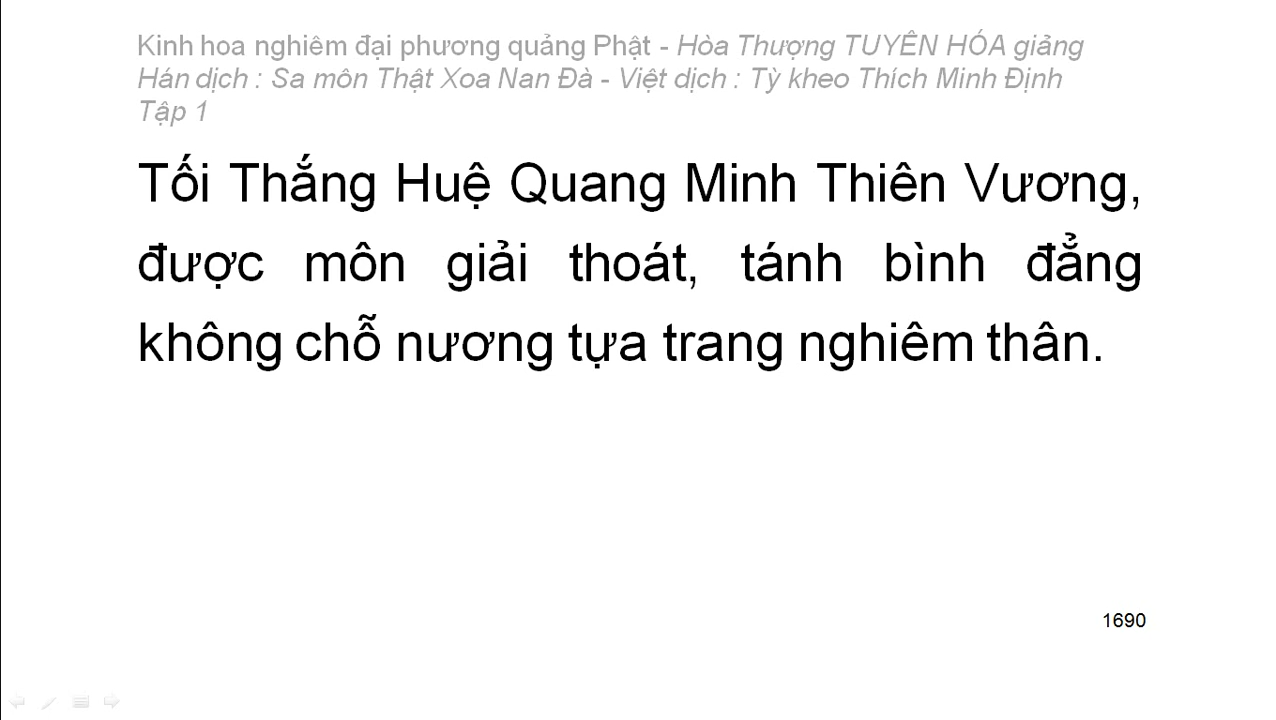 Kinh hoa nghiêm đại phương quảng Phật - Hòa Thượng TUYÊN HÓA giảng
Hán dịch : Sa môn Thật Xoa Nan Đà - Việt dịch : Tỳ kheo Thích Minh Định
Tập 1
Tối Thắng Huệ Quang Minh Thiên Vương,
được môn giải thoát, tánh bình đẳng
không chỗ nương tựa trang nghiêm thân.
1690